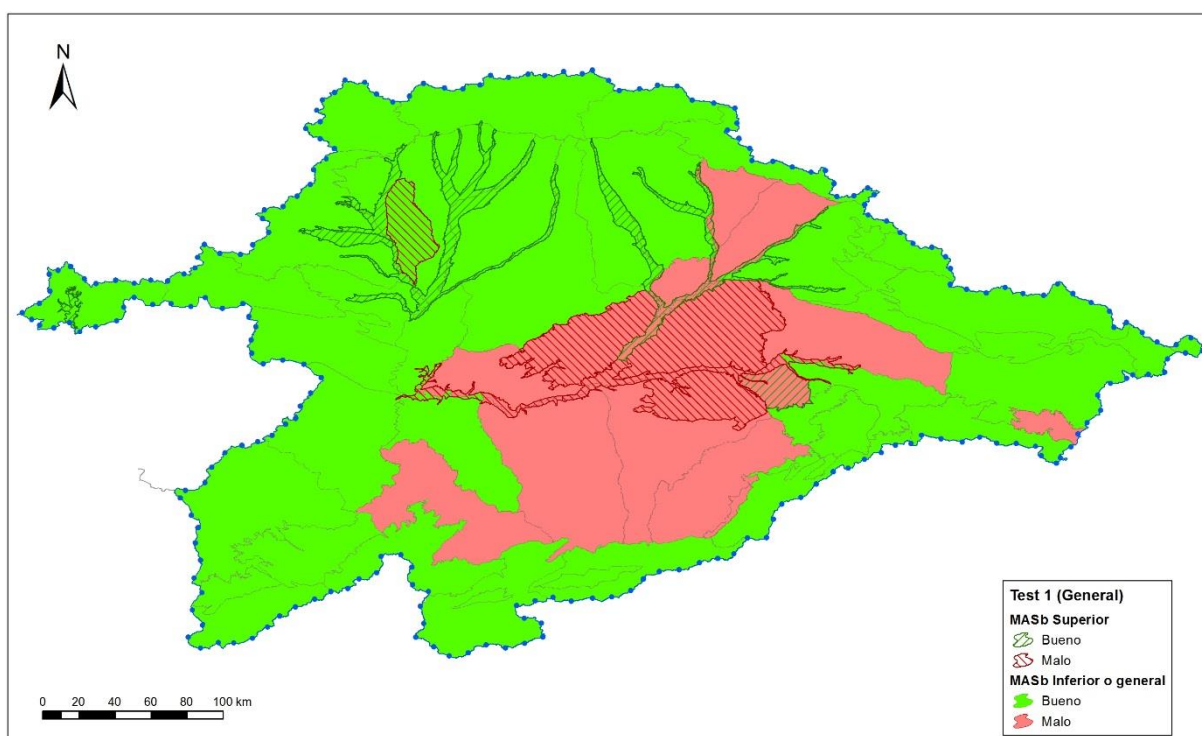 N
Test 1 (General)
MASb Superior
Bueno
Malo
MASb Inferior o general
Bueno
Malo
0 20 40 60 80 100 km